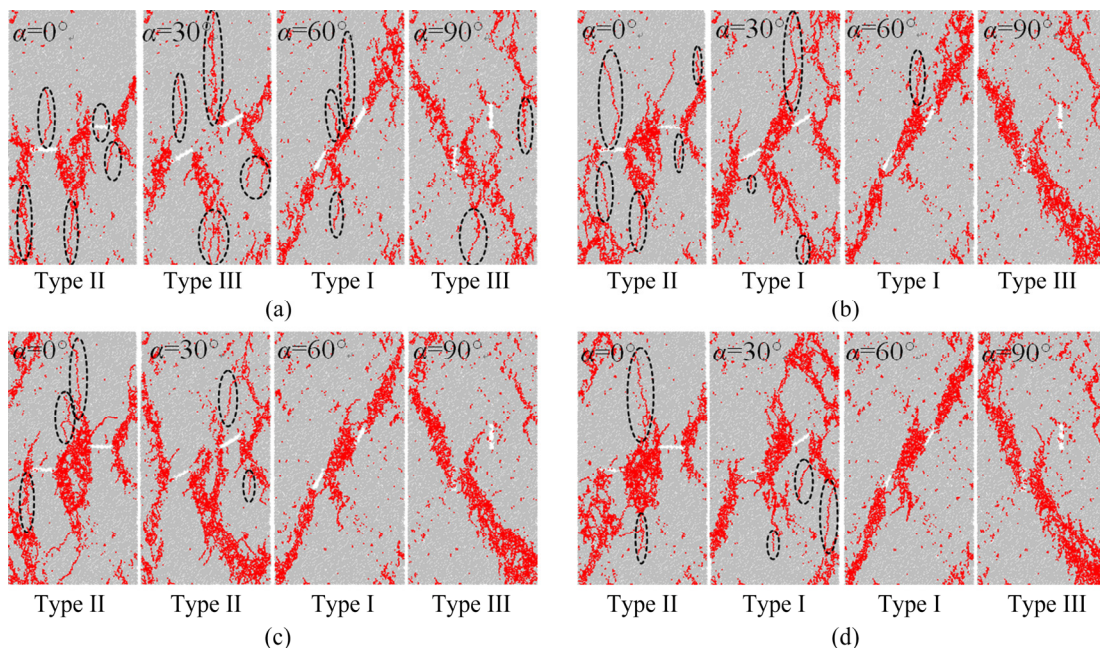 α=0° α=30° α=60° α=90°
Type II Type III Type I Type III
(a)
α=0° α=30° α=60° α=90°
Type II Type I Type I Type III
(b)
α=0° α=30° α=60° α=90°
Type II Type II Type I Type III
(c)
α=0° α=30° α=60° α=90°
Type II Type I Type I Type III
(d)